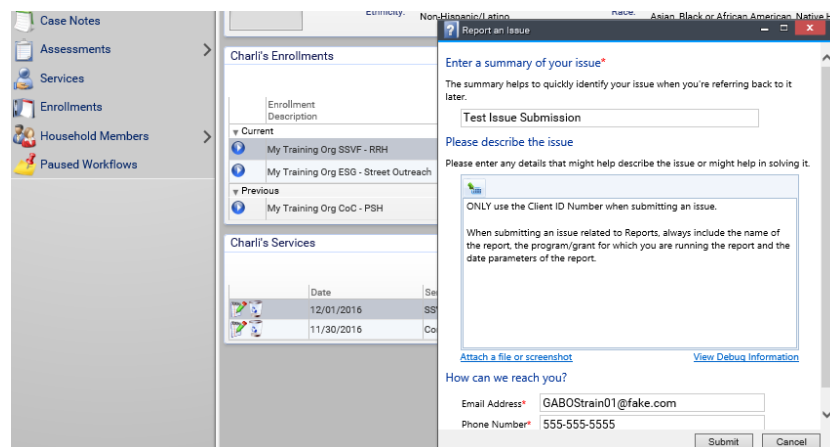 Case Notes
Assessments
Services
Enrollments
Household Members
Paused Workflows
Ethnicity: Non-Hispanic/Latino
Race: Asian, Black or African American, Native H
Charli's Enrollments
Enrollment
Description
Current
My Training Org SSVF - RRH
My Training Org ESG - Street Outreach
Previous
My Training Org CoC - PSH
Charli's Services
Date
12/01/2016
11/30/2016
Report an Issue
Enter a summary of your issue*
The summary helps to quickly identify your issue when you're referring back to it
later.
Test Issue Submission
Please describe the issue
Please enter any details that might help describe the issue or might help in solving it.
ONLY use the Client ID Number when submitting an issue.
When submitting an issue related to Reports, always include the name of
the report, the program/grant for which you are running the report and the
date parameters of the report.
Attach a file or screenshot
View Debug Information
How can we reach you?
Email Address* GABOStrain01@fake.com
Phone Number* 555-555-5555
Submit
Cancel